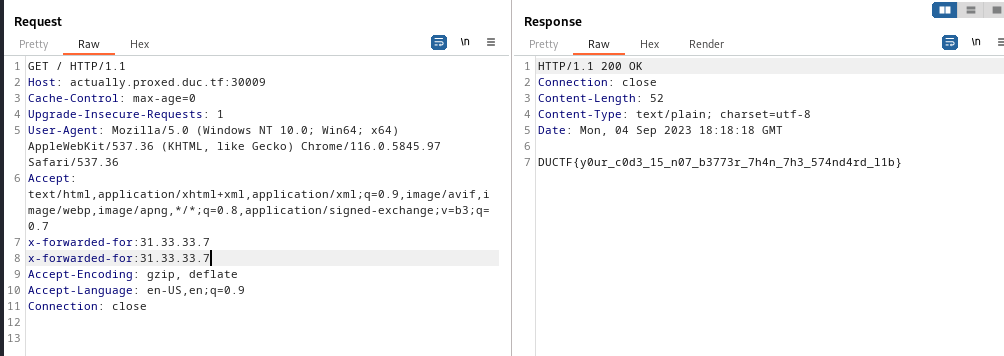 Request
Pretty Raw Hex
\n
1 GET / HTTP/1.1
2 Host: actually.proxed.duc.tf:30009
3 Cache-Control: max-age=0
4 Upgrade-Insecure-Requests: 1
5 User-Agent: Mozilla/5.0 (Windows NT 10.0; Win64; x64)
AppleWebKit/537.36 (KHTML, like Gecko) Chrome/116.0.5845.97
Safari/537.36
6 Accept:
text/html,application/xhtml+xml,application/xml;q=0.9,image/avif,i
mage/webp,image/apng,*/*;q=0.8,application/signed-exchange;v=b3;q=
0.7
7 x-forwarded-for:31.33.33.7
8 x-forwarded-for:31.33.33.7
9 Accept-Encoding: gzip, deflate
10 Accept-Language: en-US,en;q=0.9
11 Connection: close
12
13
Response
Pretty Raw Hex Render
\n
1 HTTP/1.1 200 OK
2 Connection: close
3 Content-Length: 52
4 Content-Type: text/plain; charset=utf-8
5 Date: Mon, 04 Sep 2023 18:18:18 GMT
6
7 DUCTF{y0ur_c0d3_15_n07_b3773r_7h4n_7h3_574nd4rd_l1b}